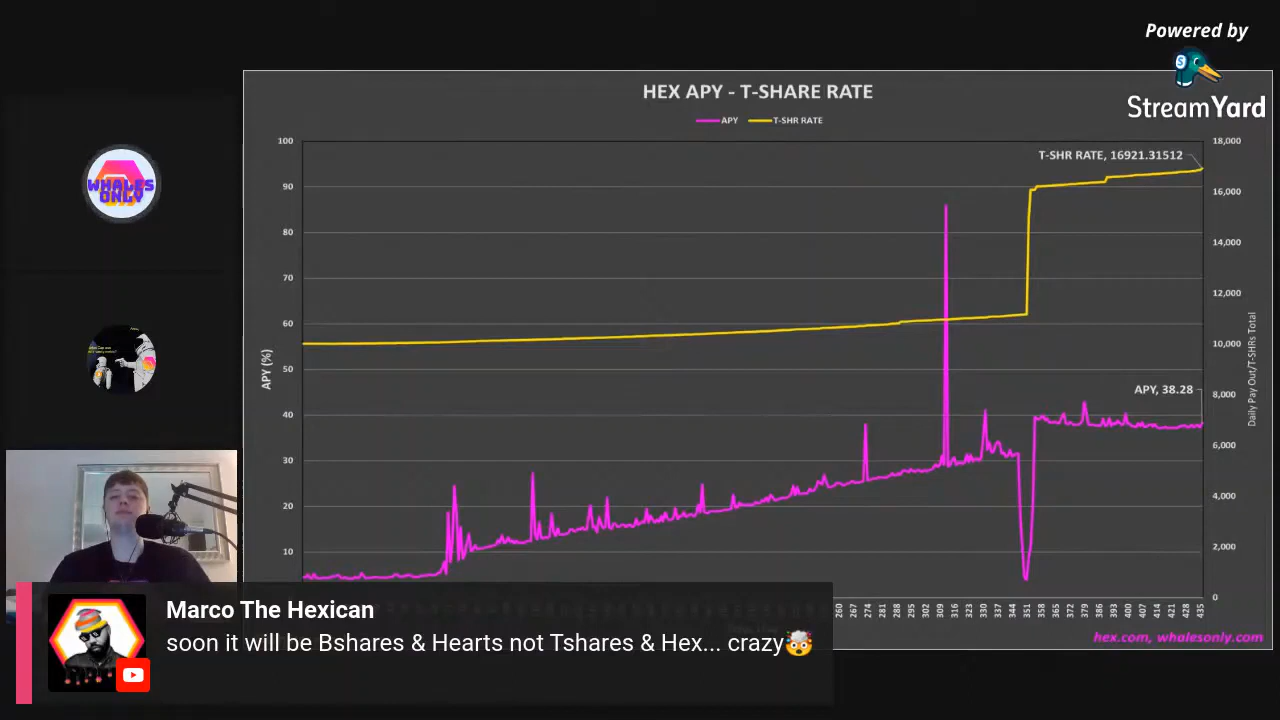 Powered by
StreamYard
WHALES
ONLY
HEX APY - T-SHARE RATE
APY T-SHR RATE
100
90
80
70
60
50
40
30
20
10
APY (%)
T-SHR RATE, 16921.31512
APY, 38.28
18,000
16,000
14,000
12,000
10,000
8,000
6,000
4,000
2,000
0
Daily Pay Out/T-SHRs Total
260 267 274 281 288 295 302 309 316 323 330 337 344 351 358 365 372 379 386 393 400 407 414 421 428 435
hex.com, whalesonly.com
Marco The Hexican
soon it will be Bshares & Hearts not Tshares & Hex... crazy🤯